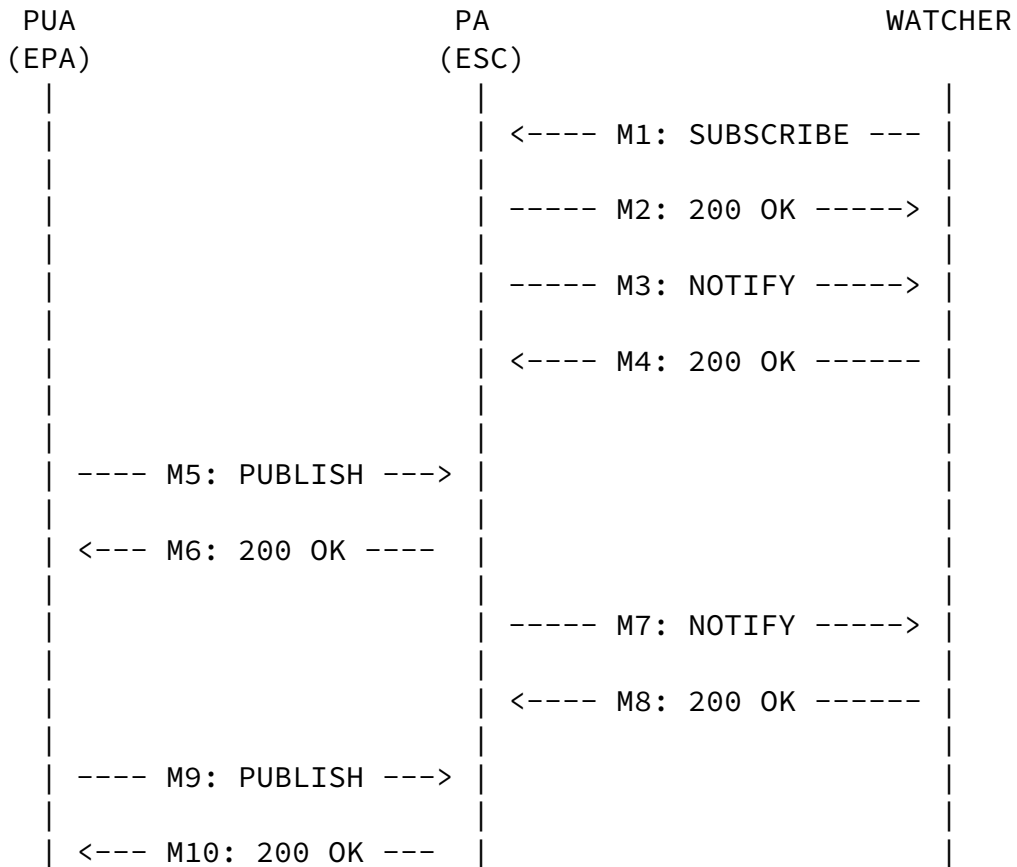 PUA PA WATCHER
(EPA) (ESC)
<---- M1: SUBSCRIBE ---
----- M2: 200 OK ----->
----- M3: NOTIFY ----->
<---- M4: 200 OK ------
---- M5: PUBLISH --->
<--- M6: 200 OK ----
----- M7: NOTIFY ----->
<---- M8: 200 OK ------
---- M9: PUBLISH --->
<--- M10: 200 OK ---